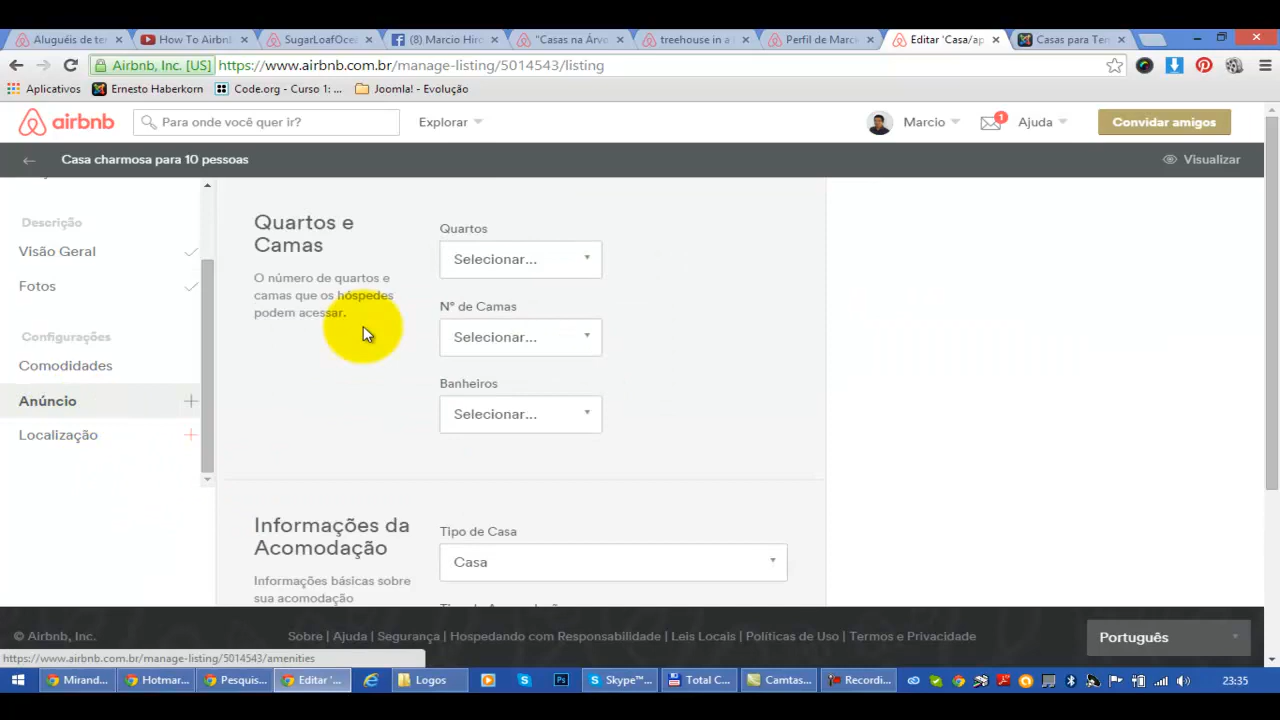 Aluguéis de te
How To Airbn
SugarLoafOce
(8) Marcio Hiro
"Casas na Árvo
treehouse in a
Perfil de Marci
Editar 'Casa/ap
Casas para Ten
Airbnb, Inc. [US]
https://www.airbnb.com.br/manage-listing/5014543/listing
Aplicativos
Ernesto Haberkorn
Code.org - Curso 1: ...
Joomla! - Evolução
airbnb
Para onde você quer ir?
Explorar
Marcio
1
Ajuda
Convidar amigos
Casa charmosa para 10 pessoas
Visualizar
Descrição
Visão Geral
Fotos
Configurações
Comodidades
Anúncio
Localização
Quartos e
Camas
O número de quartos e
camas que os hóspedes
podem acessar.
Quartos
Selecionar...
Nº de Camas
Selecionar...
Banheiros
Selecionar...
Informações da
Acomodação
Informações básicas sobre
sua acomodação
Tipo de Casa
Casa
© Airbnb, Inc.
Sobre | Ajuda | Segurança | Hospedando com Responsabilidade | Leis Locais | Políticas de Uso | Termos e Privacidade
Português
https://www.airbnb.com.br/manage-listing/5014543/amenities
Mirand...
Hotmar...
Pesquis...
Editar '...
Logos
Skype™...
Total C...
Camtas...
Recordi...
23:35